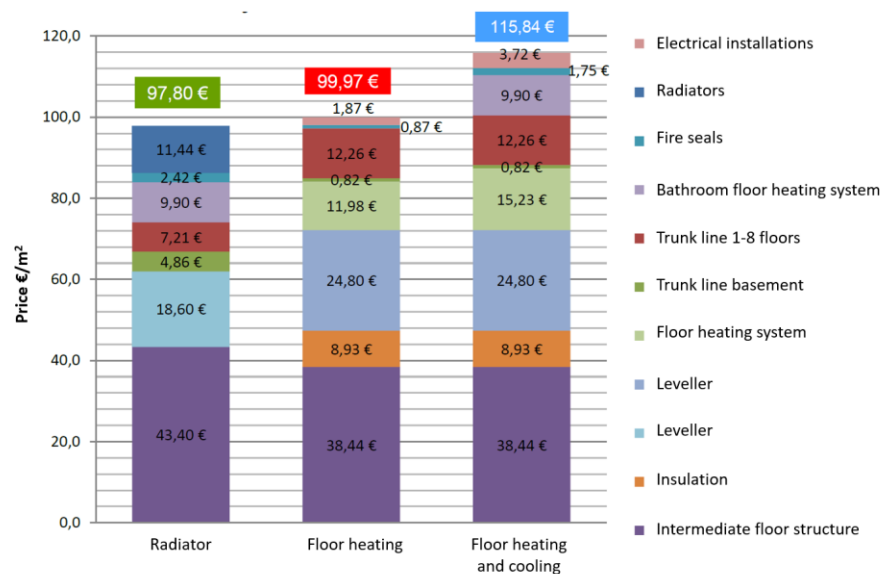 115,84 €
120,0
3,72 €
Electrical installations
99,97 €
1,75 €
97,80 €
9,90 €
Radiators
1,87 €
100,0
0,87 €
Fire seals
11,44 €
12,26 €
12,26 €
2,42 €
0,82 €
0,82 €
80,0
9,90 €
11,98 €
15,23 €
Bathroom floor heating system
7,21 €
Trunk line 1-8 floors
4,86 €
60,0
24,80 €
24,80 €
Trunk line basement
18,60 €
Price €/m²
Floor heating system
40,0
8,93 €
8,93 €
Leveller
43,40 €
38,44 €
38,44 €
Leveller
20,0
Insulation
0,0
Intermediate floor structure
Radiator
Floor heating
Floor heating
and cooling